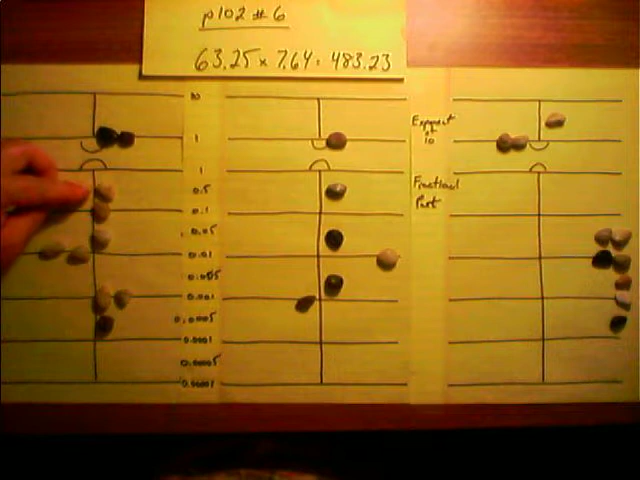 p102 #6
63.25 x 7.64 = 483.23
10
1
Exponent
of
10
1
0.5
Fractional
Part
0.1
0.05
0.01
0.005
0.001
0.0005
0.0001
0.00005
0.00001